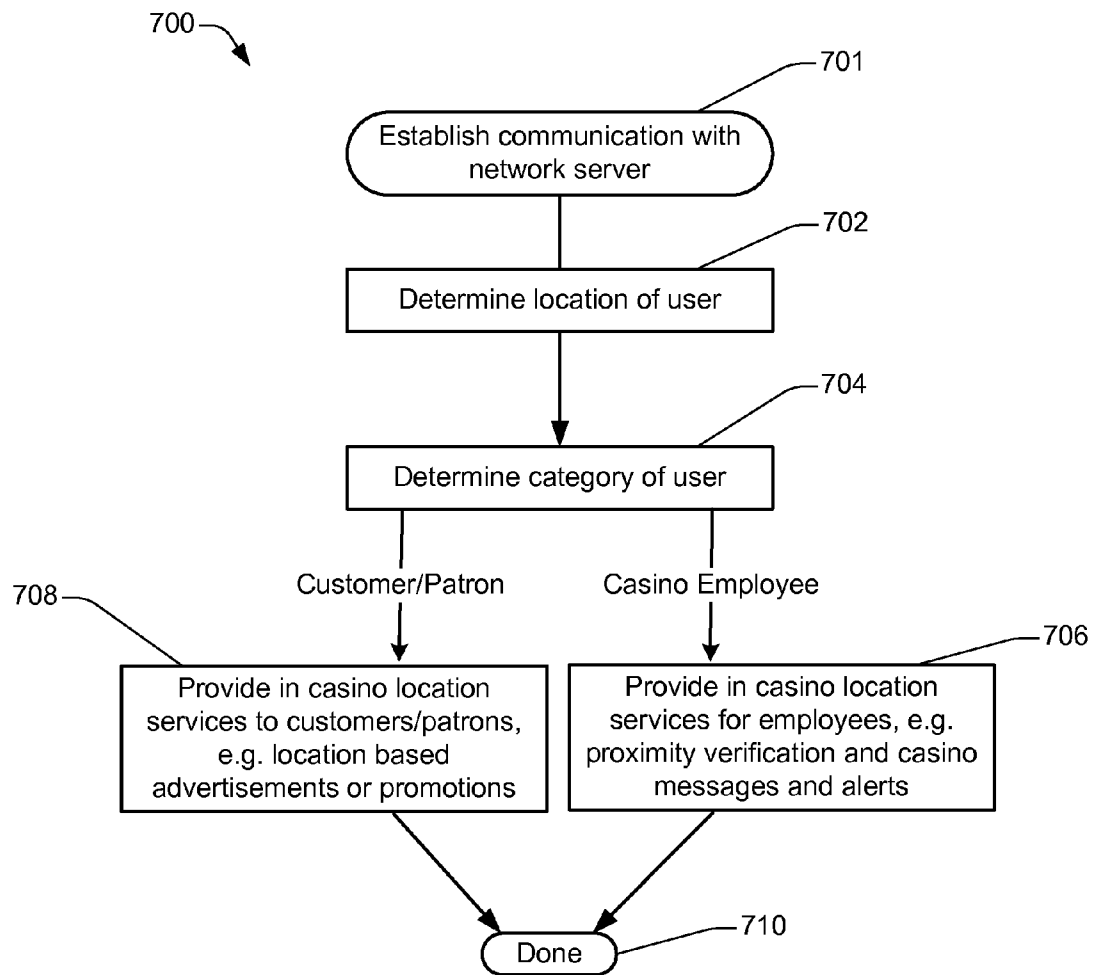 700
701
Establish communication with
network server
702
Determine location of user
704
Determine category of user
Customer/Patron
Casino Employee
708
706
Provide in casino location
services to customers/patrons,
e.g. location based
advertisements or promotions
Provide in casino location
services for employees, e.g.
proximity verification and casino
messages and alerts
710
Done